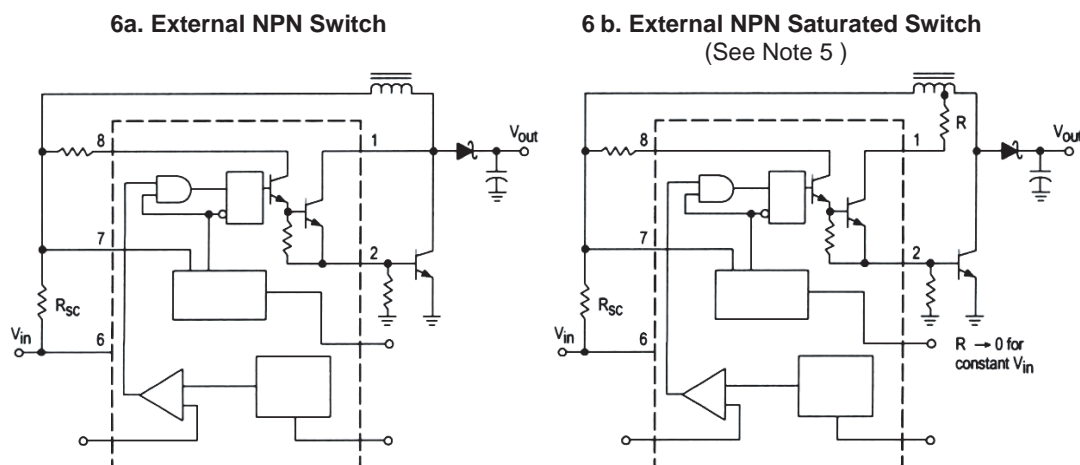 6a. External NPN Switch
8
1
Vout
7
2
RSC
Vin
6
6 b. External NPN Saturated Switch
(See Note 5 )
R
8
1
Vout
7
2
RSC
Vin
6
R → 0 for
constant Vin